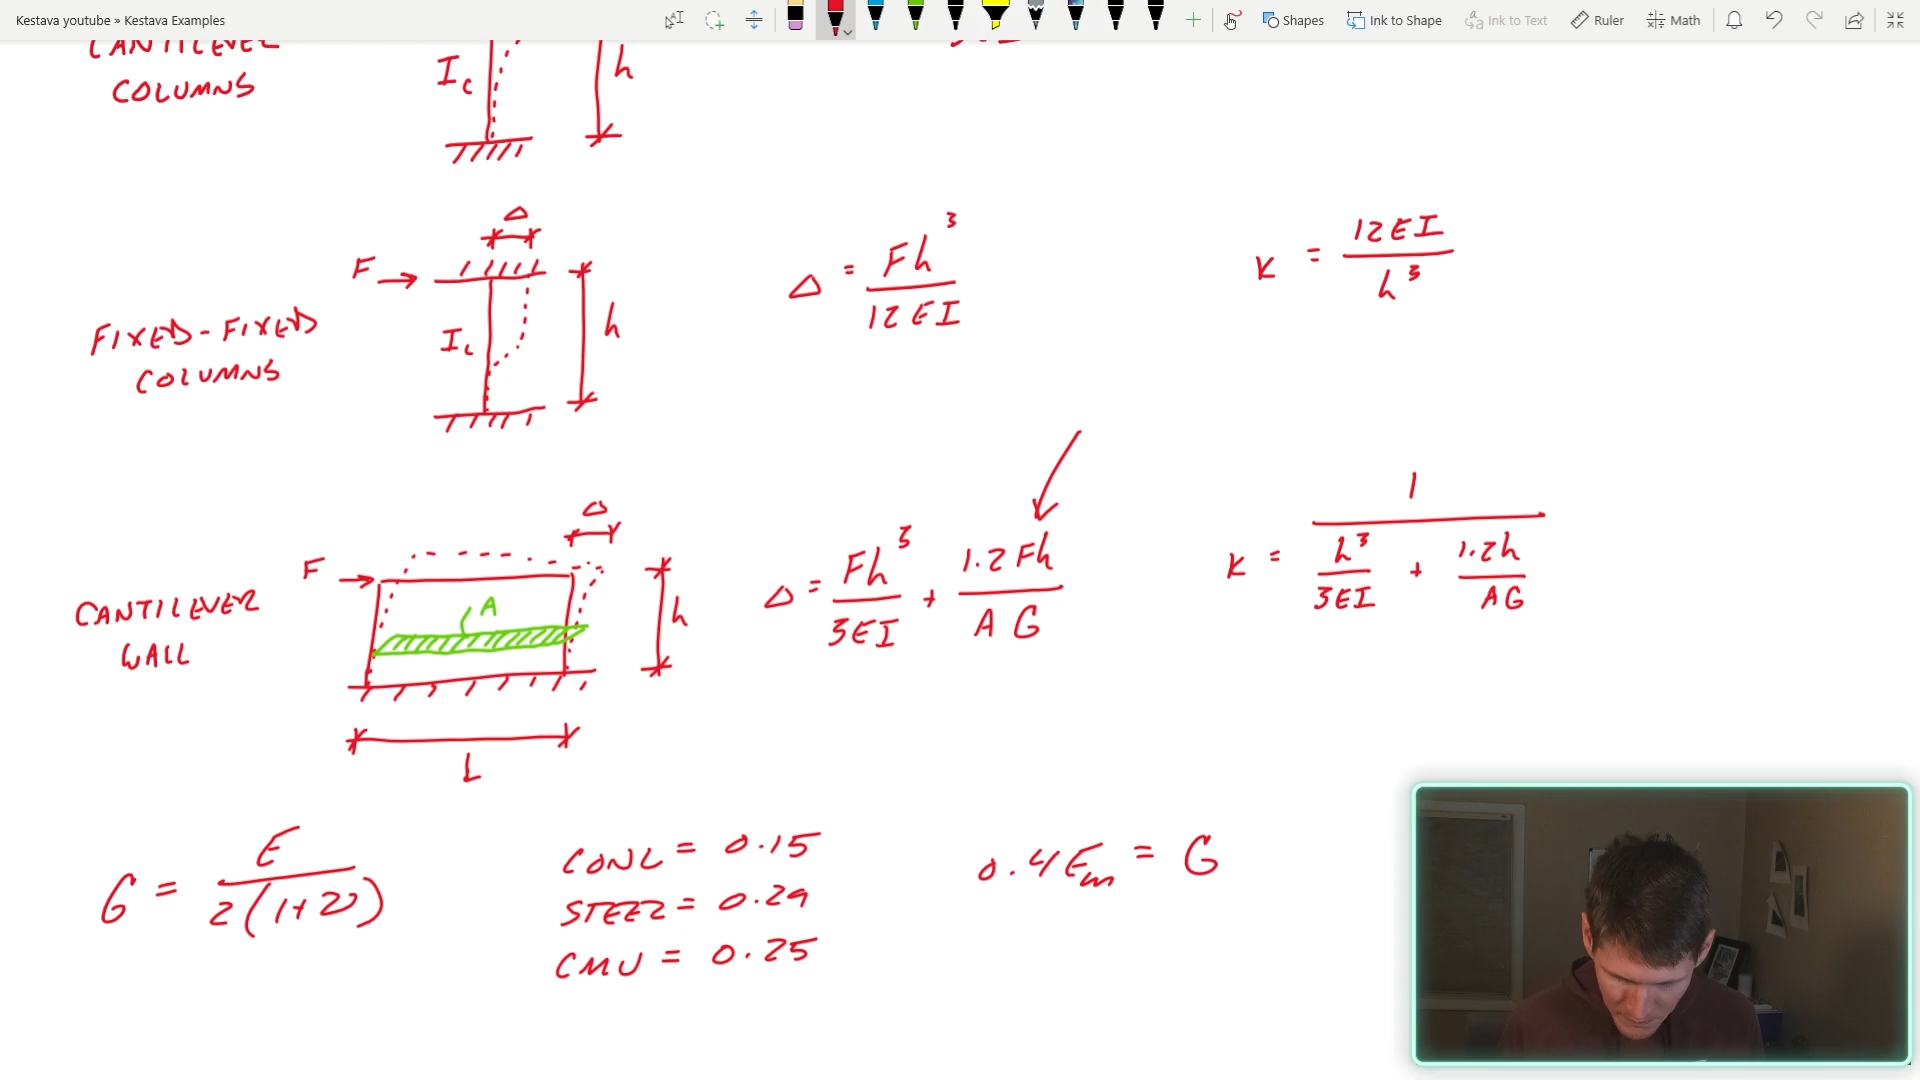 Kestava youtube » Kestava Examples
Shapes
Ink to Shape
Ink to Text
Ruler
Math
CANTILEVER
COLUMNS
Ic
h
F
Δ
FIXED-FIXED
COLUMNS
Ic
h
Δ = Fh³ / 12EI
K = 12EI / h³
CANTILEVER
WALL
F
Δ
A
h
L
Δ = Fh³ / 3EI + 1.2Fh / AG
K = 1 / (h³ / 3EI + 1.2h / AG)
G = E / 2(1+ν)
CONC = 0.15
STEEL = 0.29
CMU = 0.25
0.4Em = G